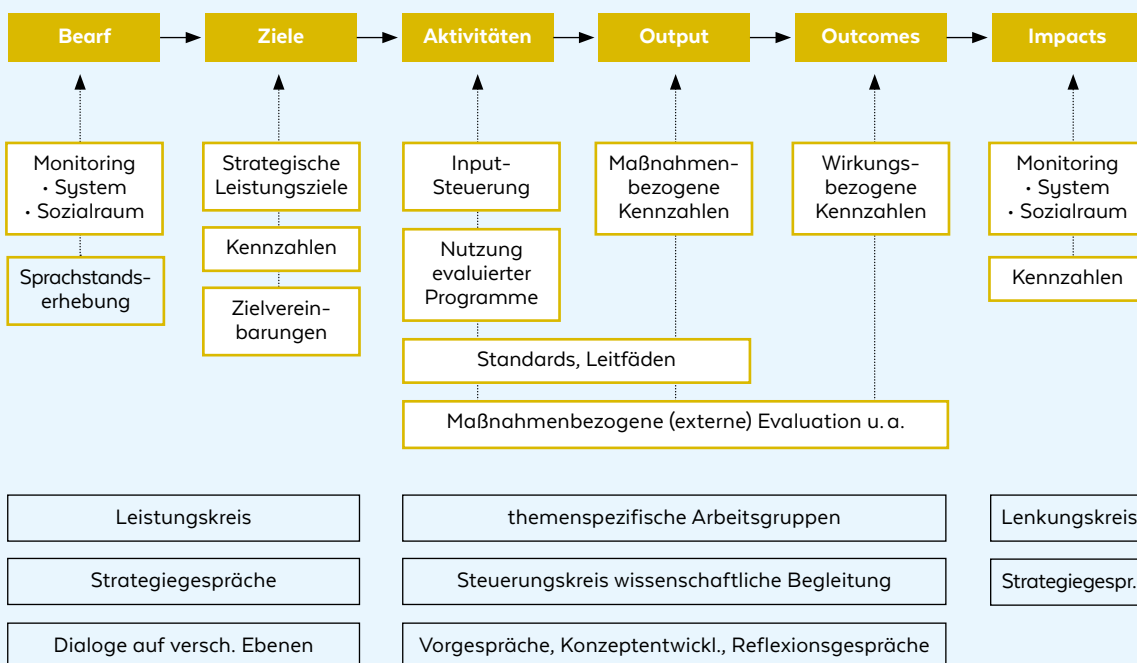 Bearf
Ziele
Aktivitäten
Output
Outcomes
Impacts
Monitoring
· System
· Sozialraum
Sprachstands-
erhebung
Strategische
Leistungsziele
Kennzahlen
Zielverein-
barungen
Input-
Steuerung
Nutzung
evaluierter
Programme
Maßnahmen-
bezogene
Kennzahlen
Wirkungs-
bezogene
Kennzahlen
Monitoring
· System
· Sozialraum
Kennzahlen
Standards, Leitfäden
Maßnahmenbezogene (externe) Evaluation u. a.
Leistungskreis
themenspezifische Arbeitsgruppen
Lenkungskreis
Strategiegespräche
Steuerungskreis wissenschaftliche Begleitung
Strategiegespr.
Dialoge auf versch. Ebenen
Vorgespräche, Konzeptentwickl., Reflexionsgespräche